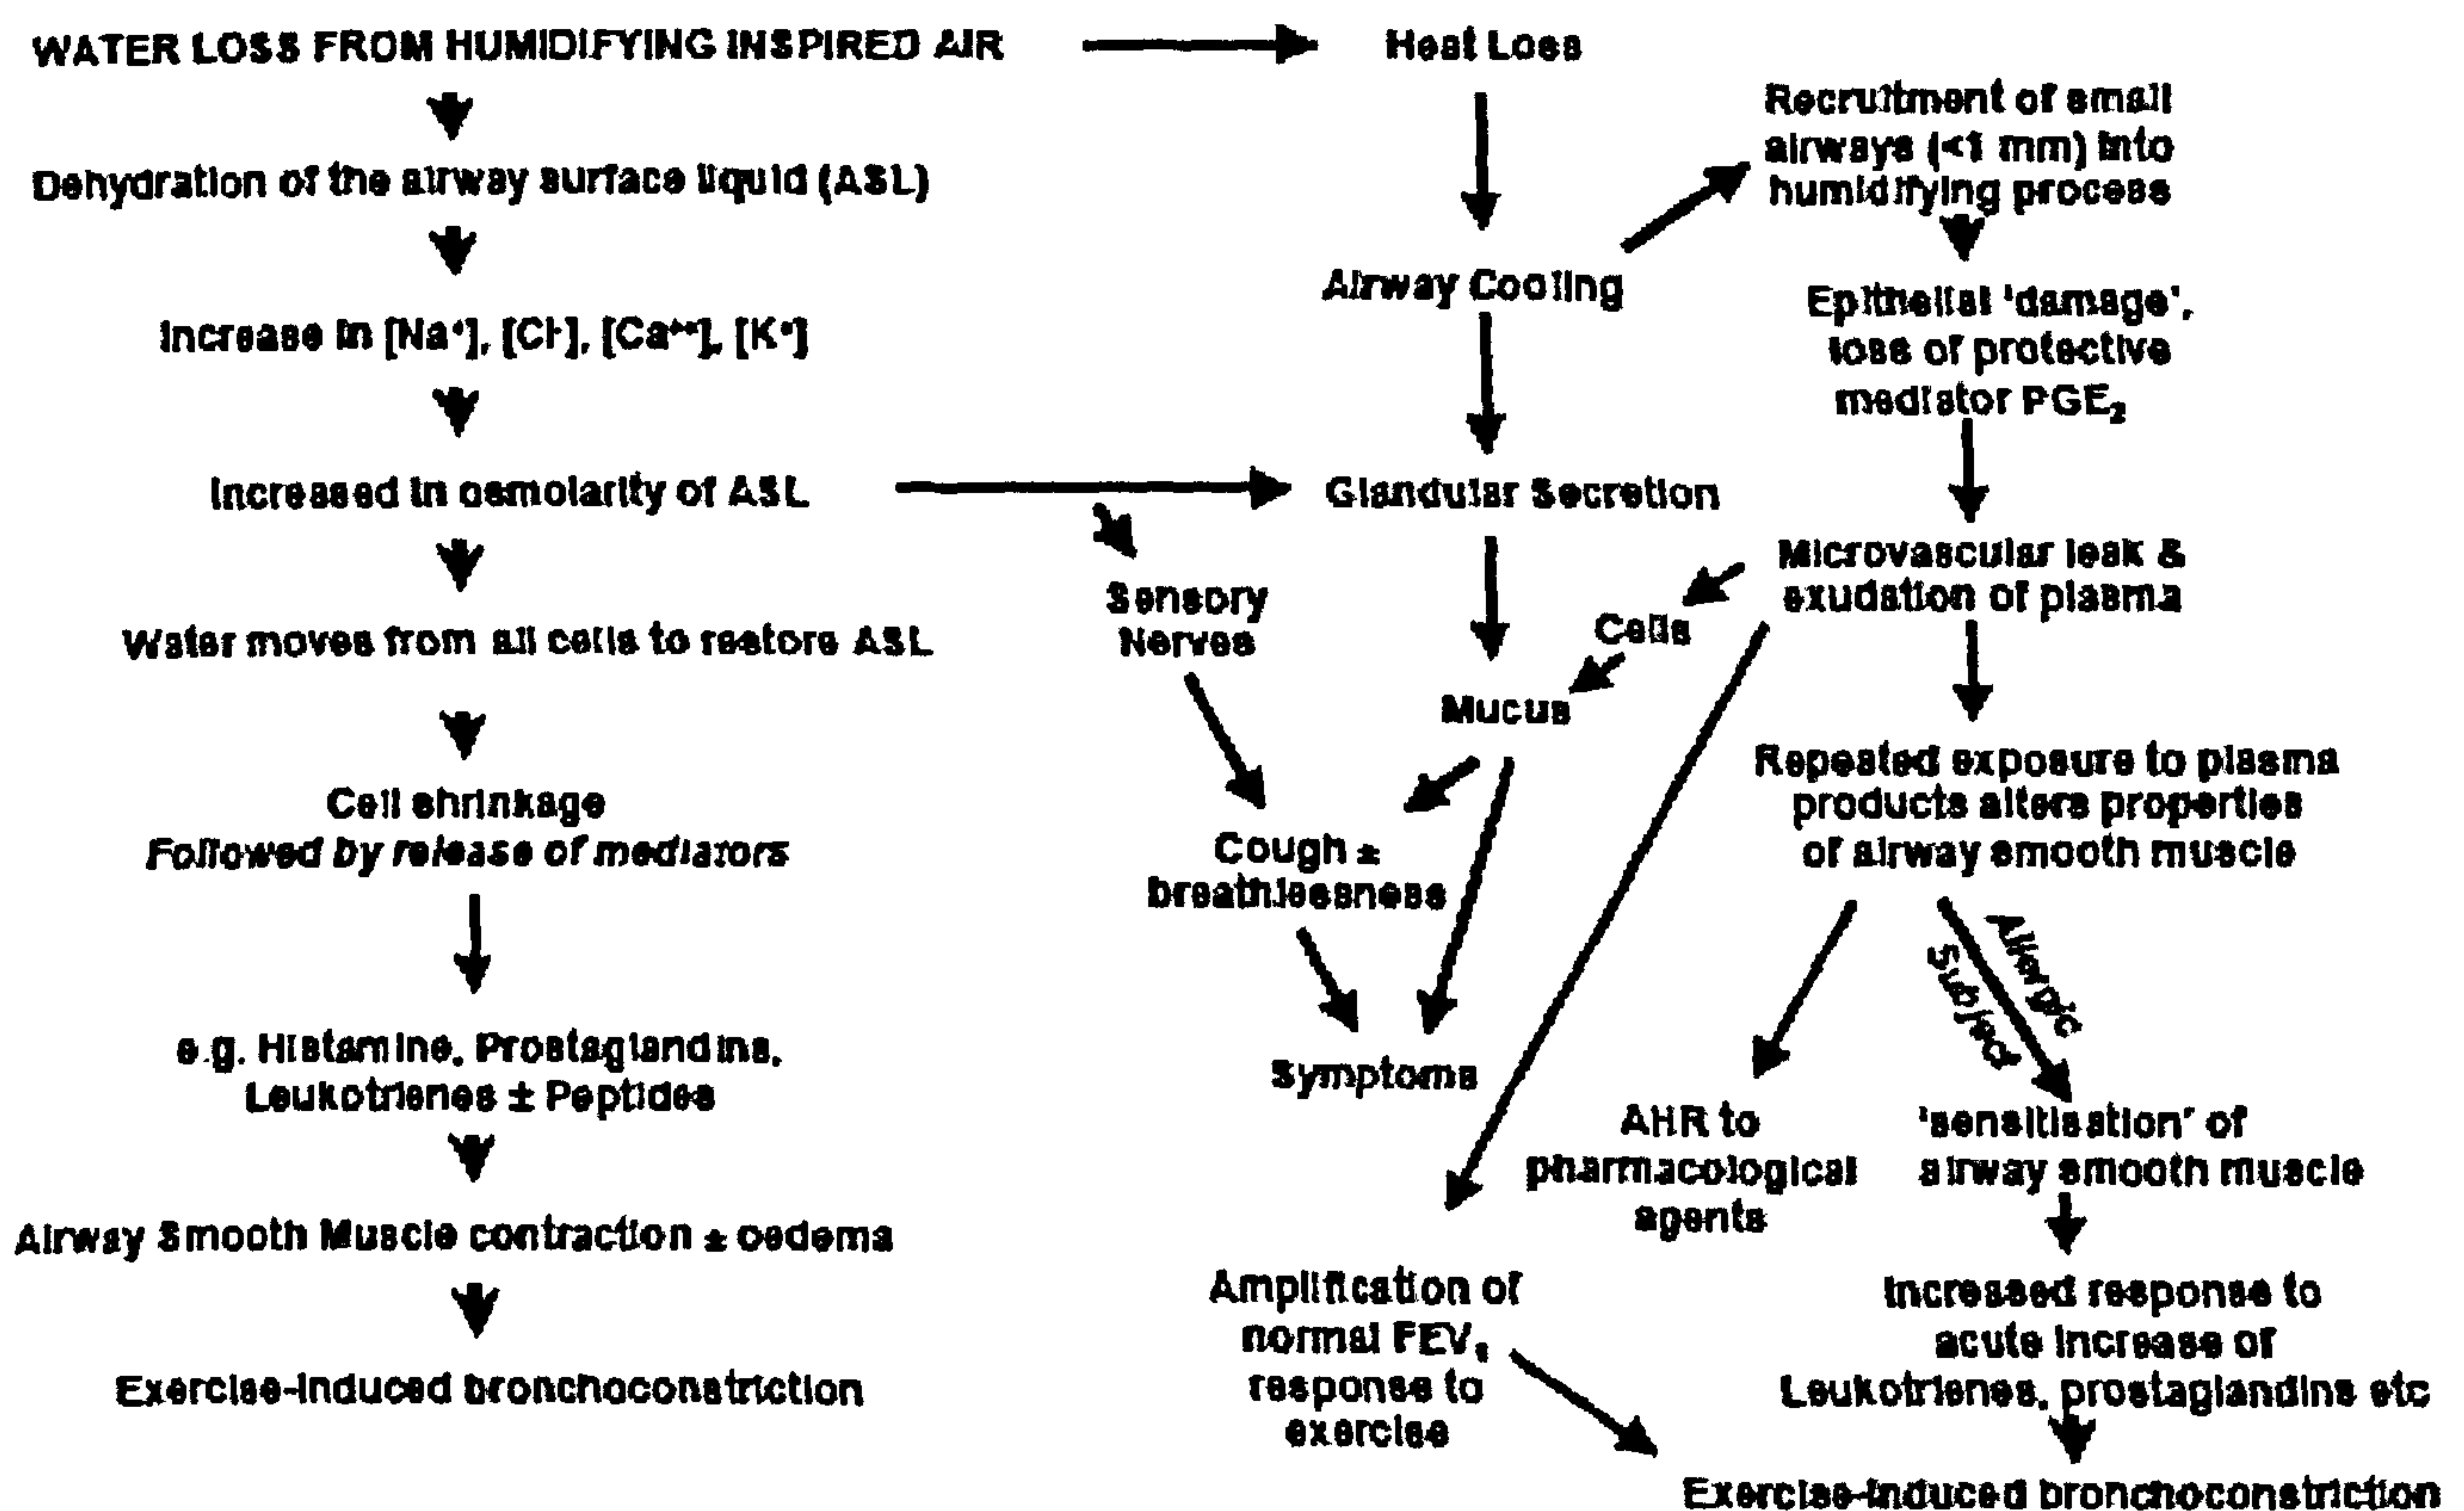 WATER LOSS FROM HUMIDIFYING INSPIRED AIR
Dehydration of the airway surface liquid (ASL)
Increase in [Na⁺], [Cl⁻], [Ca⁺⁺], [K⁺]
Increased in osmolarity of ASL
Water moves from all cells to restore ASL
Cell shrinkage
Followed by release of mediators
e.g. Histamine, Prostaglandins,
Leukotrienes ± Peptides
Airway Smooth Muscle contraction ± oedema
Exercise-induced bronchoconstriction
Heat Loss
Airway Cooling
Glandular Secretion
Sensory
Nerves
Cells
Mucus
Cough ±
breathlessness
Symptoms
Recruitment of small
airways (<1 mm) into
humidifying process
Epithelial 'damage',
loss of protective
mediator PGE₂
Microvascular leak &
exudation of plasma
Repeated exposure to plasma
products alters properties
of airway smooth muscle
Allergic
Subject
AHR to
pharmacological
agents
'sensitisation' of
airway smooth muscle
Amplification of
normal FEV₁
response to
exercise
Increased response to
acute increase of
Leukotrienes, prostaglandins etc
Exercise-induced bronchoconstriction